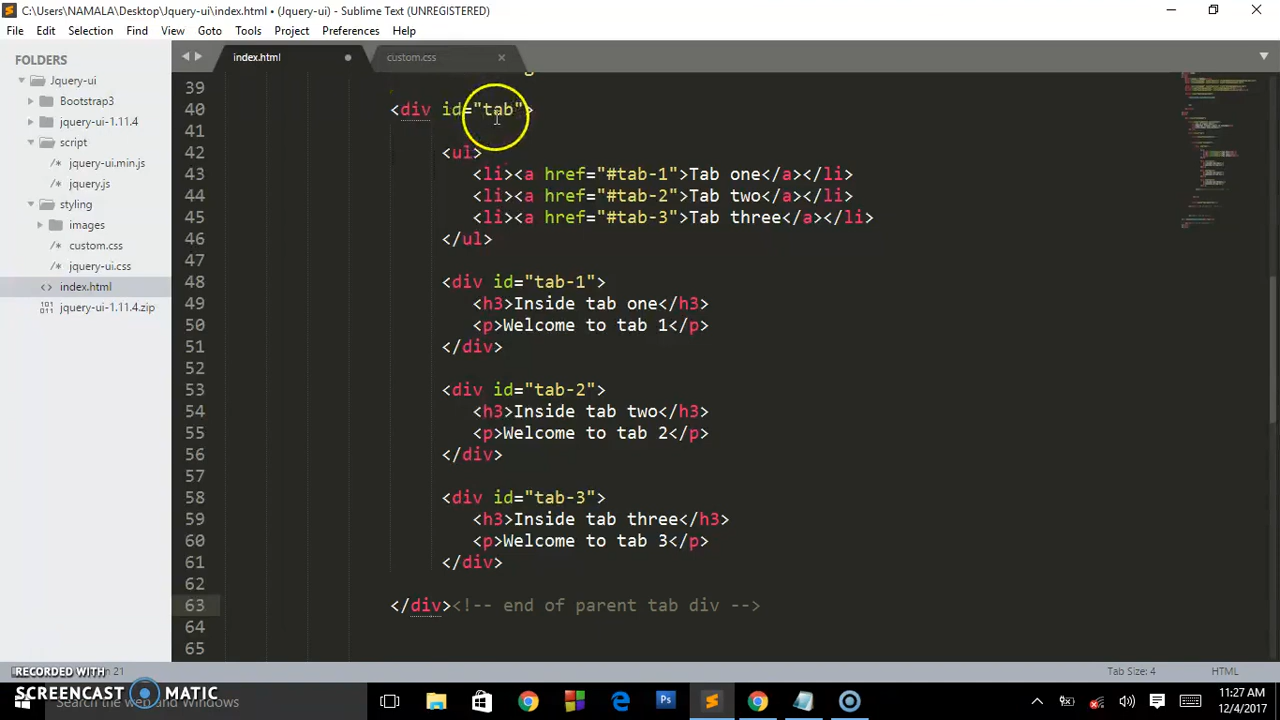 C:\Users\NAMALA\Desktop\Jquery-ui\index.html • (Jquery-ui) - Sublime Text (UNREGISTERED)
File Edit Selection Find View Goto Tools Project Preferences Help
FOLDERS
Jquery-ui
Bootstrap3
jquery-ui-1.11.4
script
/* jquery-ui.min.js
/* jquery.js
styling
images
/* custom.css
/* jquery-ui.css
<> index.html
jquery-ui-1.11.4.zip
index.html
custom.css
39
40 <div id="tab">
41
42 <ul>
43 <li><a href="#tab-1">Tab one</a></li>
44 <li><a href="#tab-2">Tab two</a></li>
45 <li><a href="#tab-3">Tab three</a></li>
46 </ul>
47
48 <div id="tab-1">
49 <h3>Inside tab one</h3>
50 <p>Welcome to tab 1</p>
51 </div>
52
53 <div id="tab-2">
54 <h3>Inside tab two</h3>
55 <p>Welcome to tab 2</p>
56 </div>
57
58 <div id="tab-3">
59 <h3>Inside tab three</h3>
60 <p>Welcome to tab 3</p>
61 </div>
62
63 </div><!-- end of parent tab div -->
64
65
21
Tab Size: 4
HTML
RECORDED WITH
SCREENCAST MATIC
Search the web and Windows
11:27 AM
12/4/2017